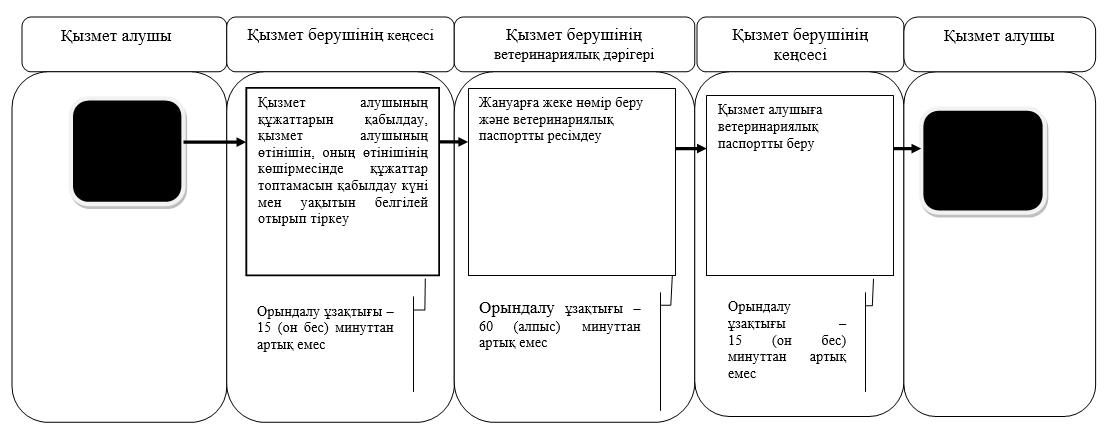 Қызмет алушы
Қызмет берушінің кеңсесі
Қызмет берушінің
ветеринариялық дәрігері
Қызмет берушінің
кеңсесі
Қызмет алушы
Қызмет алушының
құжаттарын қабылдау,
қызмет алушының
өтінішін, оның өтінішінің
көшірмесінде құжаттар
топтамасын қабылдау күні
мен уақытын белгілей
отырып тіркеу
Жануарға жеке нөмір беру
және ветеринариялық
паспортты ресімдеу
Қызмет алушыға
ветеринариялық
паспортты беру
Орындалу ұзақтығы –
15 (он бес) минуттан
артық емес
Орындалу ұзақтығы –
60 (алпыс) минуттан
артық емес
Орындалу
ұзақтығы –
15 (он бес)
минуттан артық
емес